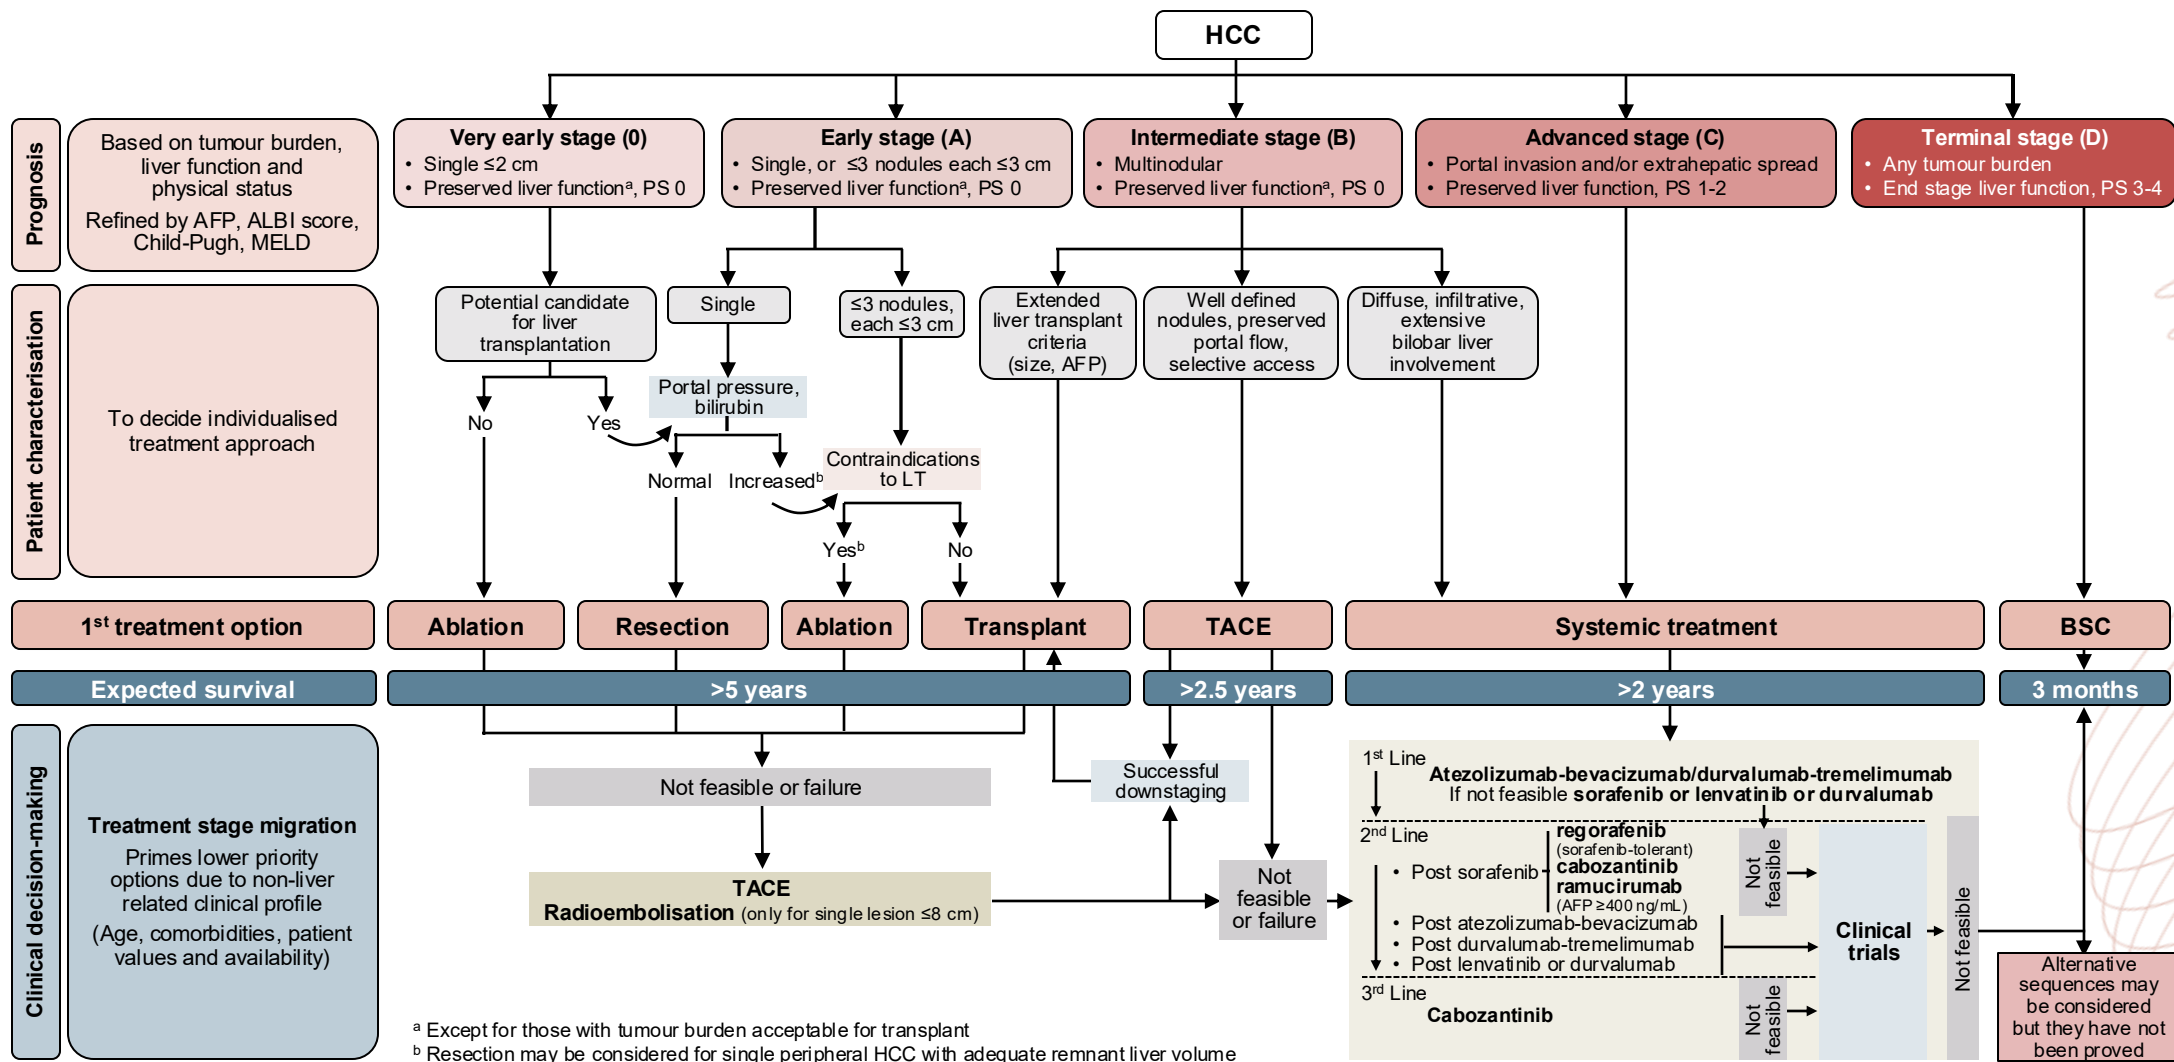 HCC
Prognosis
Based on tumour burden,
liver function and
physical status
Refined by AFP, ALBI score,
Child-Pugh, MELD
Very early stage (0)
• Single ≤2 cm
• Preserved liver functionᵃ, PS 0
Early stage (A)
• Single, or ≤3 nodules each ≤3 cm
• Preserved liver functionᵃ, PS 0
Intermediate stage (B)
• Multinodular
• Preserved liver functionᵃ, PS 0
Advanced stage (C)
• Portal invasion and/or extrahepatic spread
• Preserved liver function, PS 1-2
Terminal stage (D)
• Any tumour burden
• End stage liver function, PS 3-4
Patient characterisation
To decide individualised
treatment approach
Potential candidate
for liver
transplantation
No
Yes
Single
Portal pressure,
bilirubin
Normal
Increasedᵇ
≤3 nodules,
each ≤3 cm
Contraindications
to LT
Yesᵇ
No
Extended
liver transplant
criteria
(size, AFP)
Well defined
nodules, preserved
portal flow,
selective access
Diffuse, infiltrative,
extensive
bilobar liver
involvement
1st treatment option
Ablation
Resection
Ablation
Transplant
TACE
Systemic treatment
BSC
Expected survival
>5 years
>2.5 years
>2 years
3 months
Clinical decision-making
Treatment stage migration
Primes lower priority
options due to non-liver
related clinical profile
(Age, comorbidities, patient
values and availability)
Not feasible or failure
TACE
Radioembolisation (only for single lesion ≤8 cm)
Successful
downstaging
Not
feasible
or failure
1st Line
Atezolizumab-bevacizumab/durvalumab-tremelimumab
If not feasible sorafenib or lenvatinib or durvalumab
2nd Line
• Post sorafenib
regorafenib
(sorafenib-tolerant)
cabozantinib
ramucirumab
(AFP ≥400 ng/mL)
• Post atezolizumab-bevacizumab
• Post durvalumab-tremelimumab
• Post lenvatinib or durvalumab
Not
feasible
3rd Line
Cabozantinib
Not
feasible
Clinical
trials
Not feasible
Alternative
sequences may
be considered
but they have not
been proved
ᵃ Except for those with tumour burden acceptable for transplant
ᵇ Resection may be considered for single peripheral HCC with adequate remnant liver volume